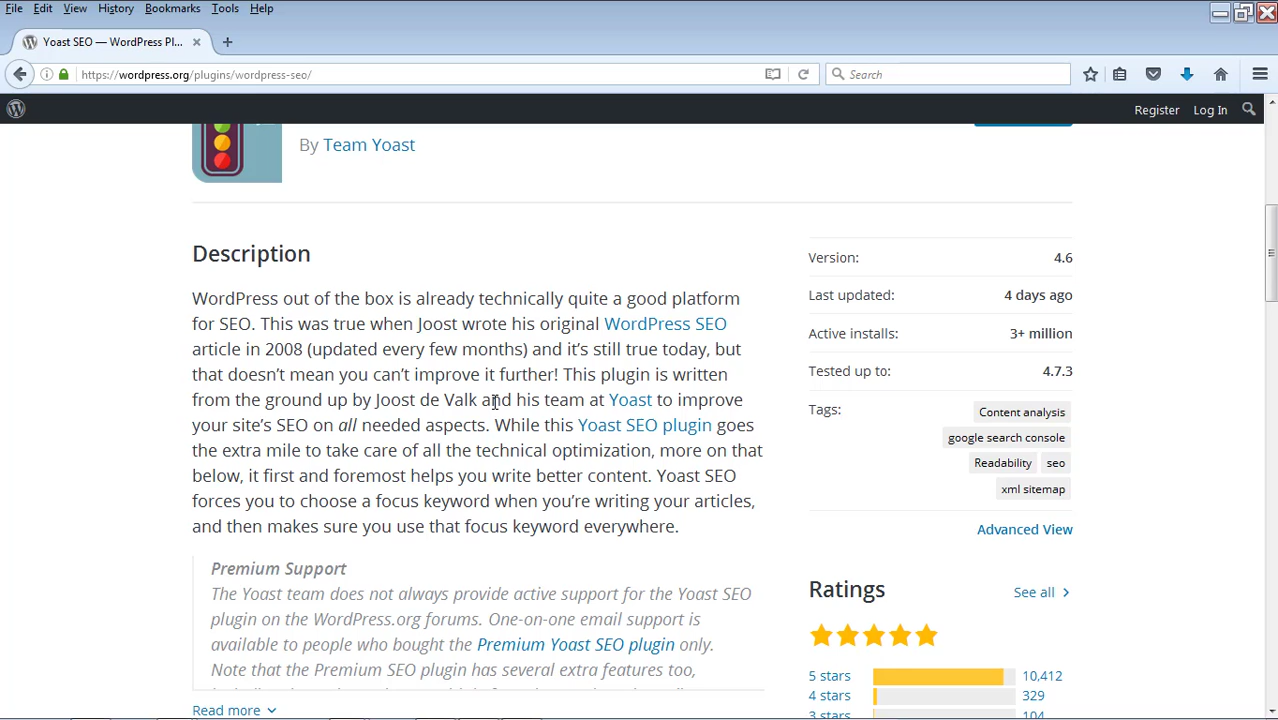 File Edit View History Bookmarks Tools Help
Yoast SEO — WordPress Pl...
https://wordpress.org/plugins/wordpress-seo/
Search
Register Log In
By Team Yoast
Description
WordPress out of the box is already technically quite a good platform
for SEO. This was true when Joost wrote his original WordPress SEO
article in 2008 (updated every few months) and it’s still true today, but
that doesn’t mean you can’t improve it further! This plugin is written
from the ground up by Joost de Valk and his team at Yoast to improve
your site’s SEO on all needed aspects. While this Yoast SEO plugin goes
the extra mile to take care of all the technical optimization, more on that
below, it first and foremost helps you write better content. Yoast SEO
forces you to choose a focus keyword when you’re writing your articles,
and then makes sure you use that focus keyword everywhere.
Premium Support
The Yoast team does not always provide active support for the Yoast SEO
plugin on the WordPress.org forums. One-on-one email support is
available to people who bought the Premium Yoast SEO plugin only.
Note that the Premium SEO plugin has several extra features too,
Read more
Version: 4.6
Last updated: 4 days ago
Active installs: 3+ million
Tested up to: 4.7.3
Tags: Content analysis
google search console
Readability seo
xml sitemap
Advanced View
Ratings See all
5 stars 10,412
4 stars 329
3 stars 104